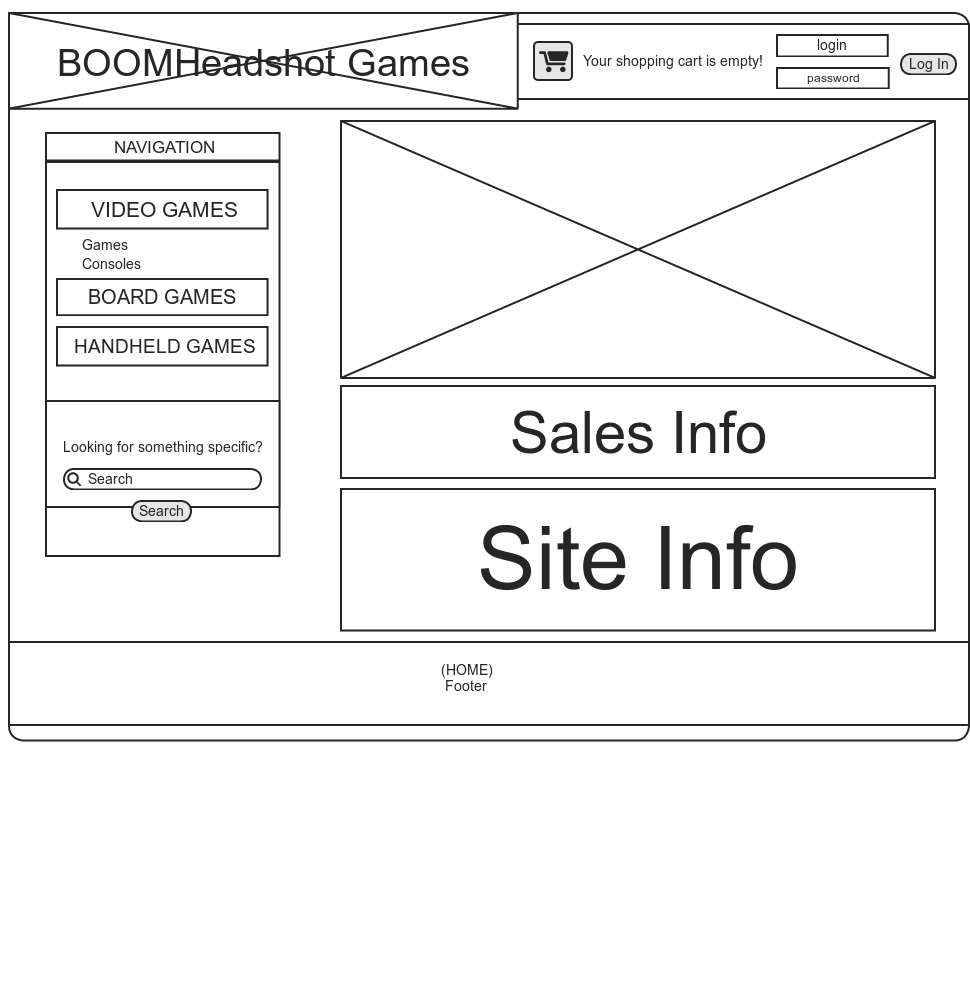 BOOMHeadshot Games
Your shopping cart is empty!
login
password
Log In
NAVIGATION
VIDEO GAMES
Games
Consoles
BOARD GAMES
HANDHELD GAMES
Looking for something specific?
Search
Search
Sales Info
Site Info
(HOME)
Footer